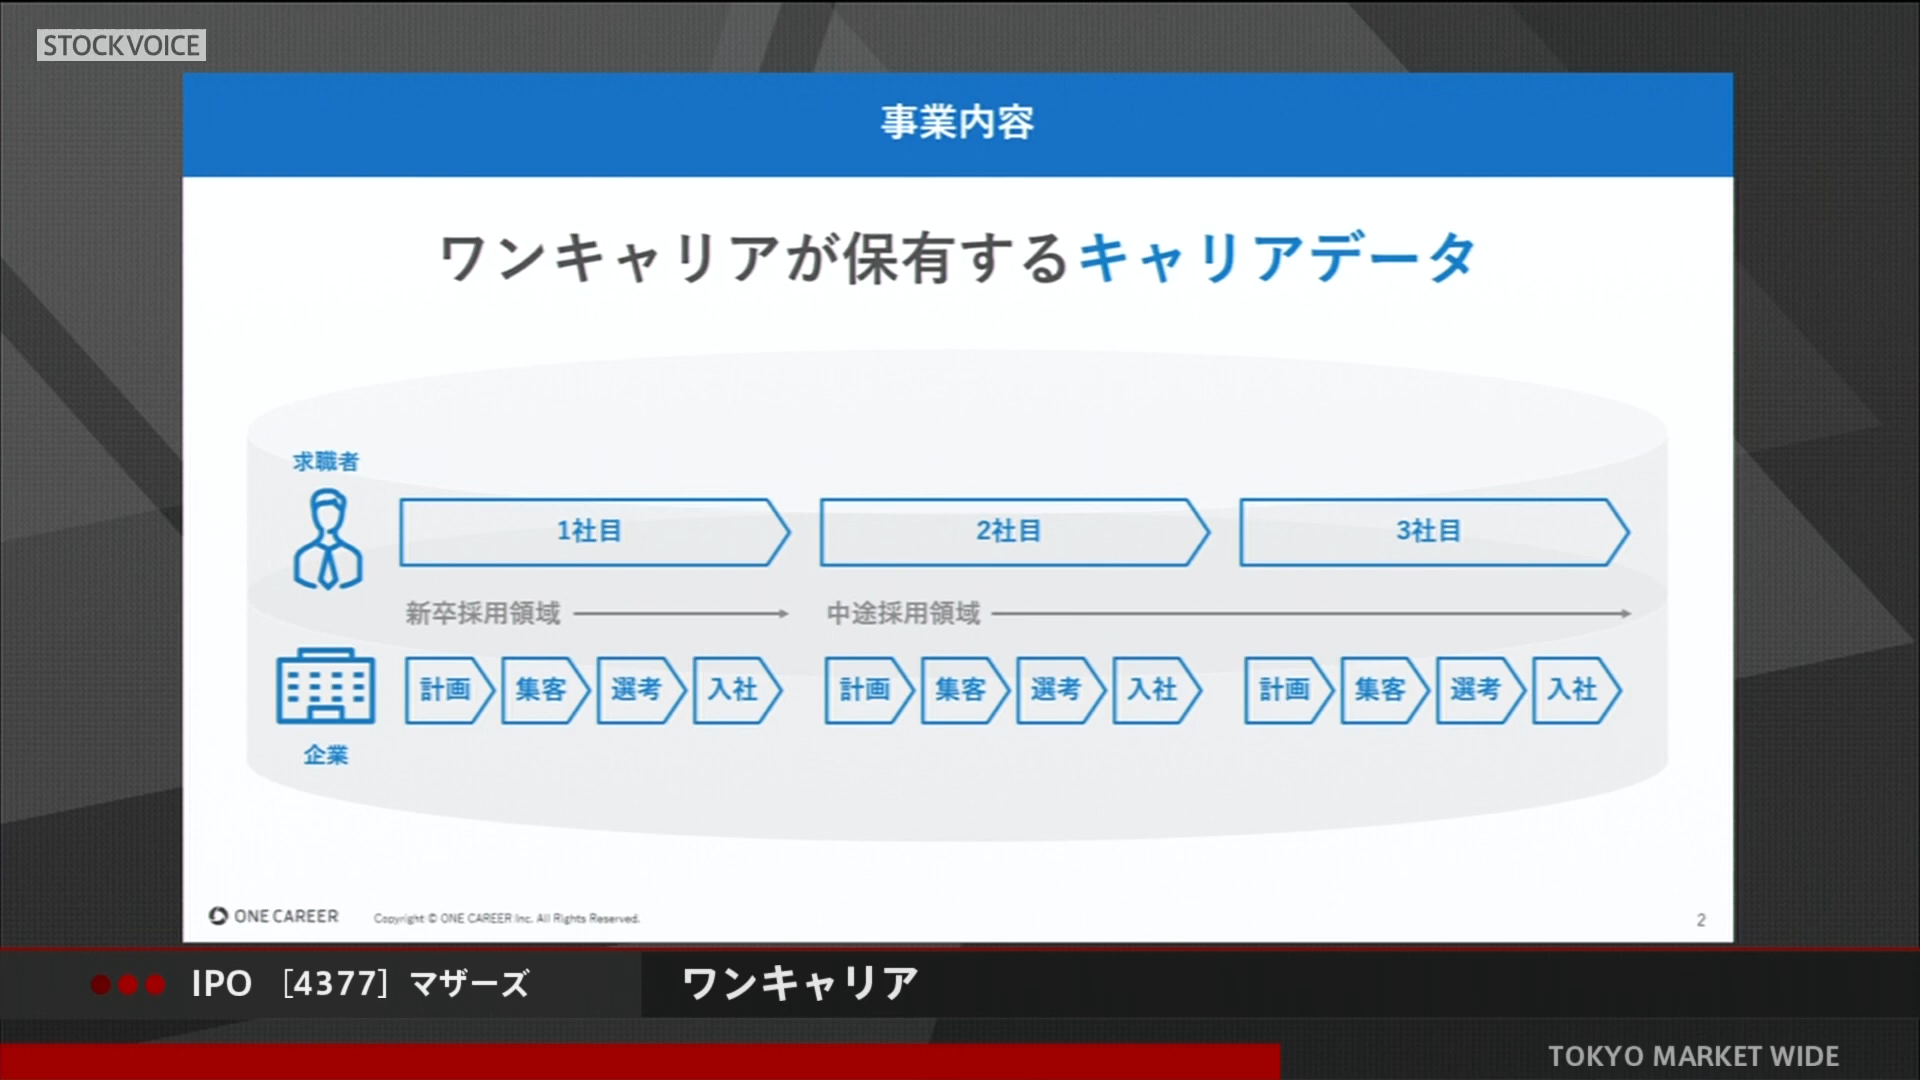 STOCKVOICE
事業内容
ワンキャリアが保有するキャリアデータ
求職者
1社目 2社目 3社目
新卒採用領域 中途採用領域
計画 集客 選考 入社 計画 集客 選考 入社 計画 集客 選考 入社
企業
ONE CAREER Copyright © ONE CAREER Inc. All Rights Reserved. 2
IPO [4377] マザーズ ワンキャリア
TOKYO MARKET WIDE